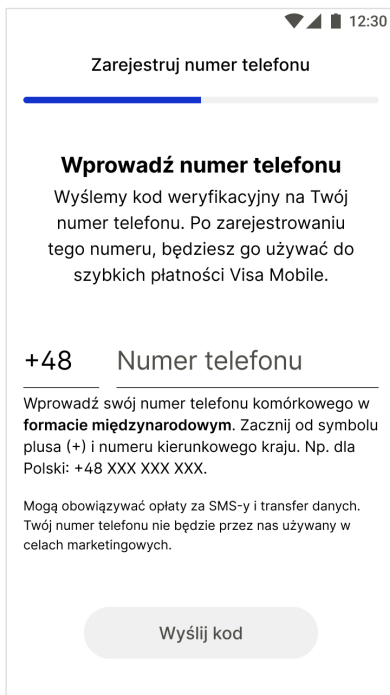 12:30
Zarejestruj numer telefonu
Wprowadź numer telefonu
Wyślemy kod weryfikacyjny na Twój
numer telefonu. Po zarejestrowaniu
tego numeru, będziesz go używać do
szybkich płatności Visa Mobile.
+48 Numer telefonu
Wprowadź swój numer telefonu komórkowego w
formacie międzynarodowym. Zacznij od symbolu
plusa (+) i numeru kierunkowego kraju. Np. dla
Polski: +48 XXX XXX XXX.
Mogą obowiązywać opłaty za SMS-y i transfer danych.
Twój numer telefonu nie będzie przez nas używany w
celach marketingowych.
Wyślij kod